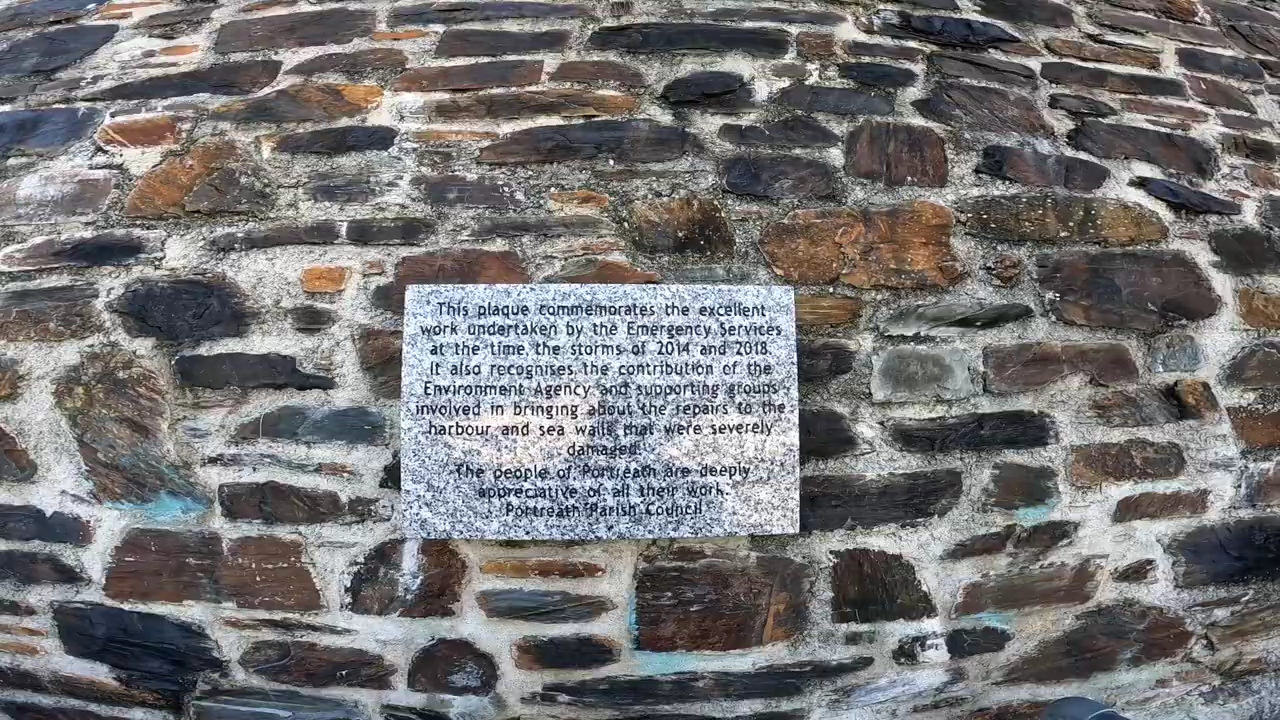 This plaque commemorates the excellent
work undertaken by the Emergency Services
at the time, the storms of 2014 and 2018.
It also recognises the contribution of the
Environment Agency and supporting groups
involved in bringing about the repairs to the
harbour and sea walls that were severely
damaged.
The people of Portreath are deeply
appreciative of all their work.
Portreath Parish Council